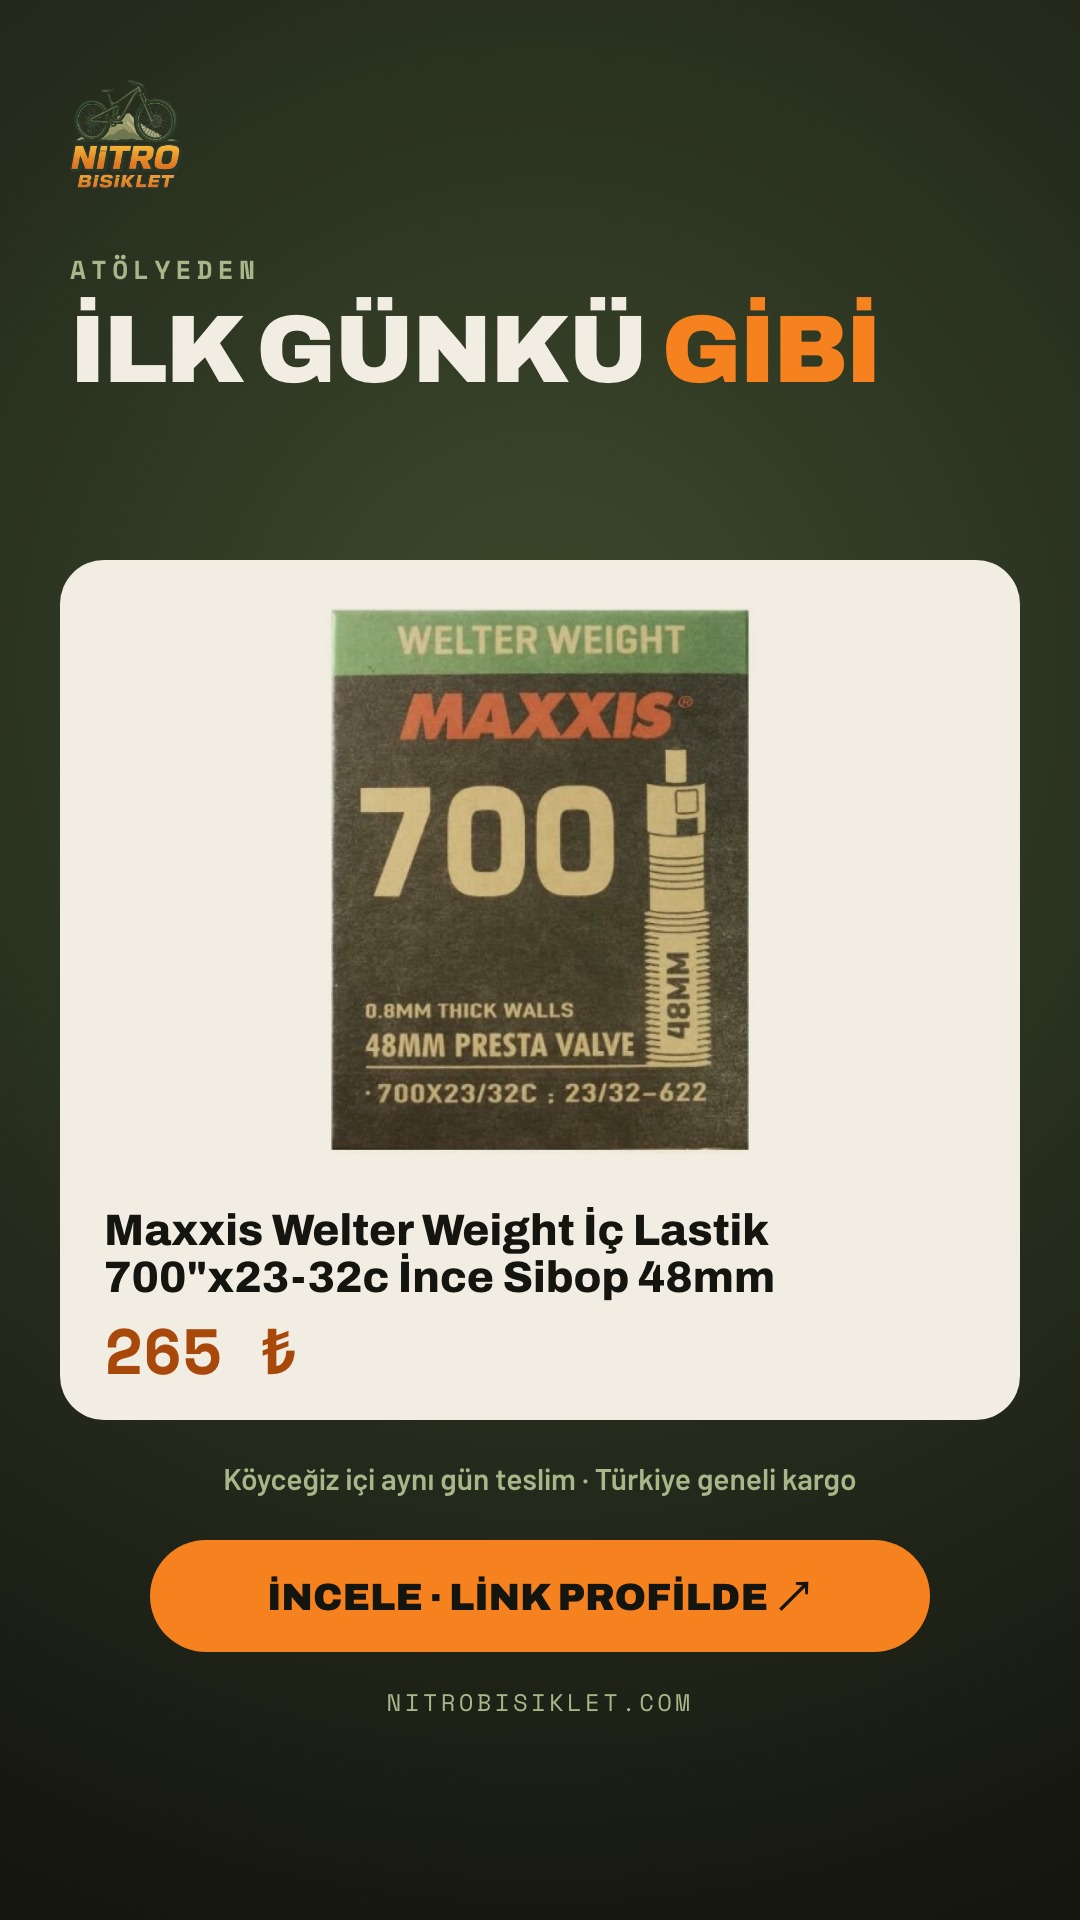 NiTRO
BiSiKLET
ATÖLYEDEN
İLK GÜNKÜ GİBİ
WELTER WEIGHT
MAXXIS®
700
48MM
0.8MM THICK WALLS
48MM PRESTA VALVE
·700X23/32C ; 23/32-622
Maxxis Welter Weight İç Lastik
700"x23-32c İnce Sibop 48mm
265 ₺
Köyceğiz içi aynı gün teslim · Türkiye geneli kargo
İNCELE · LİNK PROFİLDE ↗
NITROBISIKLET.COM